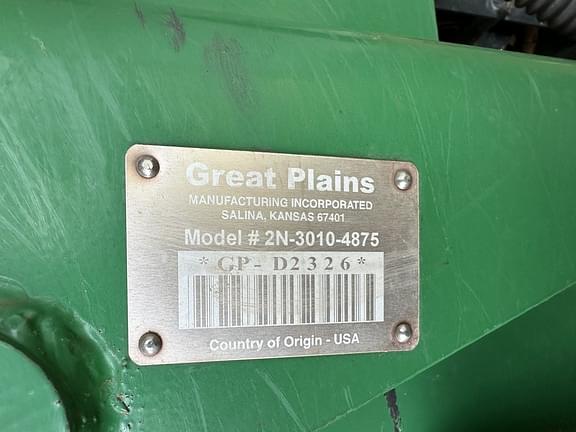 Great Plains
MANUFACTURING INCORPORATED
SALINA, KANSAS 67401
Model # 2N-3010-4875
*GP-D2326*
Country of Origin - USA